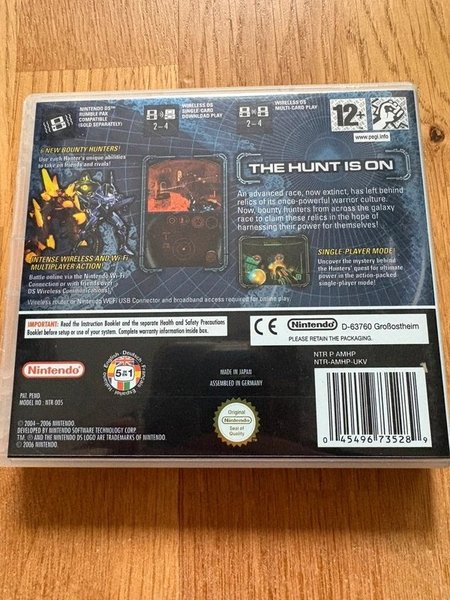 NINTENDO DS™
RUMBLE PAK
COMPATIBLE
(SOLD SEPARATELY)
WIRELESS DS
SINGLE-CARD
DOWNLOAD PLAY
2-4
WIRELESS DS
MULTI-CARD PLAY
2-4
12+
www.pegi.info
6 NEW BOUNTY HUNTERS!
Use each Hunter's unique abilities
to take on friends and rivals!
THE HUNT IS ON
An advanced race, now extinct, has left behind
relics of its once-powerful warrior culture.
Now, bounty hunters from across the galaxy
race to claim these relics in the hope of
harnessing their power for themselves!
INTENSE WIRELESS AND Wi-Fi
MULTIPLAYER ACTION!
Battle online via the Nintendo Wi-Fi
Connection or with friends over
DS Wireless Communications!
SINGLE-PLAYER MODE!
Uncover the mystery behind
the Hunters' quest for ultimate
power in the action-packed
single-player mode!
Wireless router or Nintendo Wi-Fi USB Connector and broadband access required for online play.
IMPORTANT: Read the Instruction Booklet and the separate Health and Safety Precautions
Booklet before setup or use of your system. Complete warranty information inside box.
CE Nintendo D-63760 Großostheim
PLEASE RETAIN THE PACKAGING.
NTR P AMHP
NTR-AMHP-UKV
Nintendo
English Deutsch Français Español Italiano
5in1
MADE IN JAPAN
ASSEMBLED IN GERMANY
PAT. PEND.
MODEL NO.: NTR-005
Original
Nintendo
Seal of
Quality
© 2004-2006 NINTENDO.
DEVELOPED BY NINTENDO SOFTWARE TECHNOLOGY CORP.
TM, ® AND THE NINTENDO DS LOGO ARE TRADEMARKS OF NINTENDO.
© 2006 NINTENDO.
0 45496 73528 9